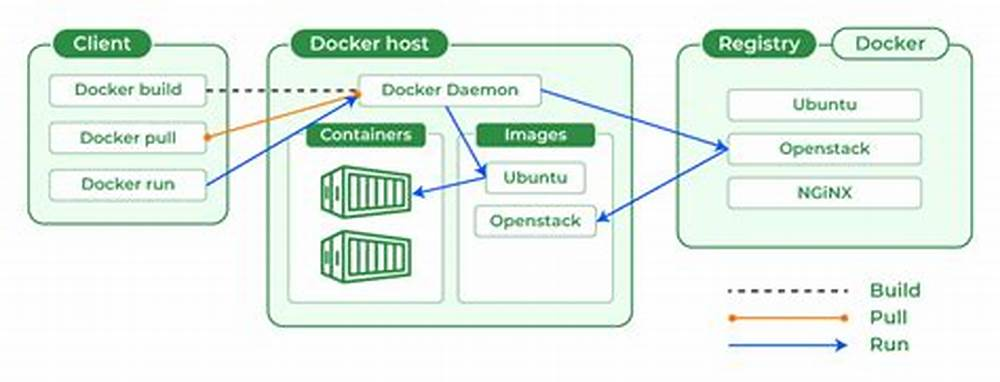 Client
Docker build
Docker pull
Docker run
Docker host
Docker Daemon
Containers
Images
Ubuntu
Openstack
Registry
Docker
Ubuntu
Openstack
NGiNX
Build
Pull
Run